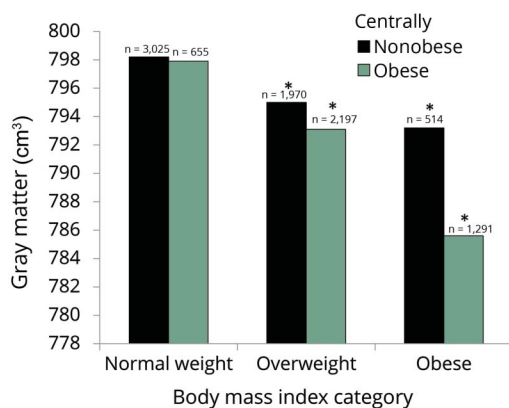 Centrally
Nonobese
Obese
Gray matter (cm³)
800
798
796
794
792
790
788
786
784
782
780
778
n = 3,025 n = 655
*
n = 1,970
*
n = 2,197
*
n = 514
*
n = 1,291
Normal weight Overweight Obese
Body mass index category